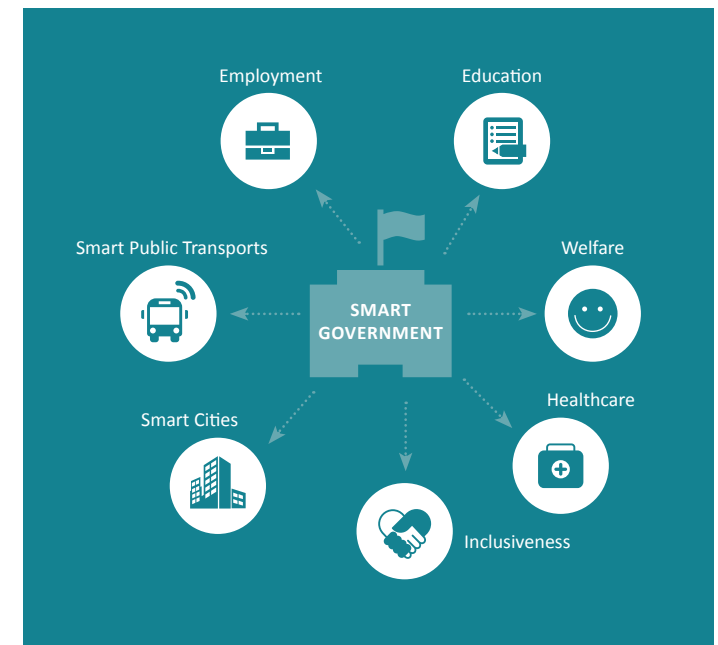 Employment
Education
Smart Public Transports
Welfare
SMART
GOVERNMENT
Healthcare
Smart Cities
Inclusiveness